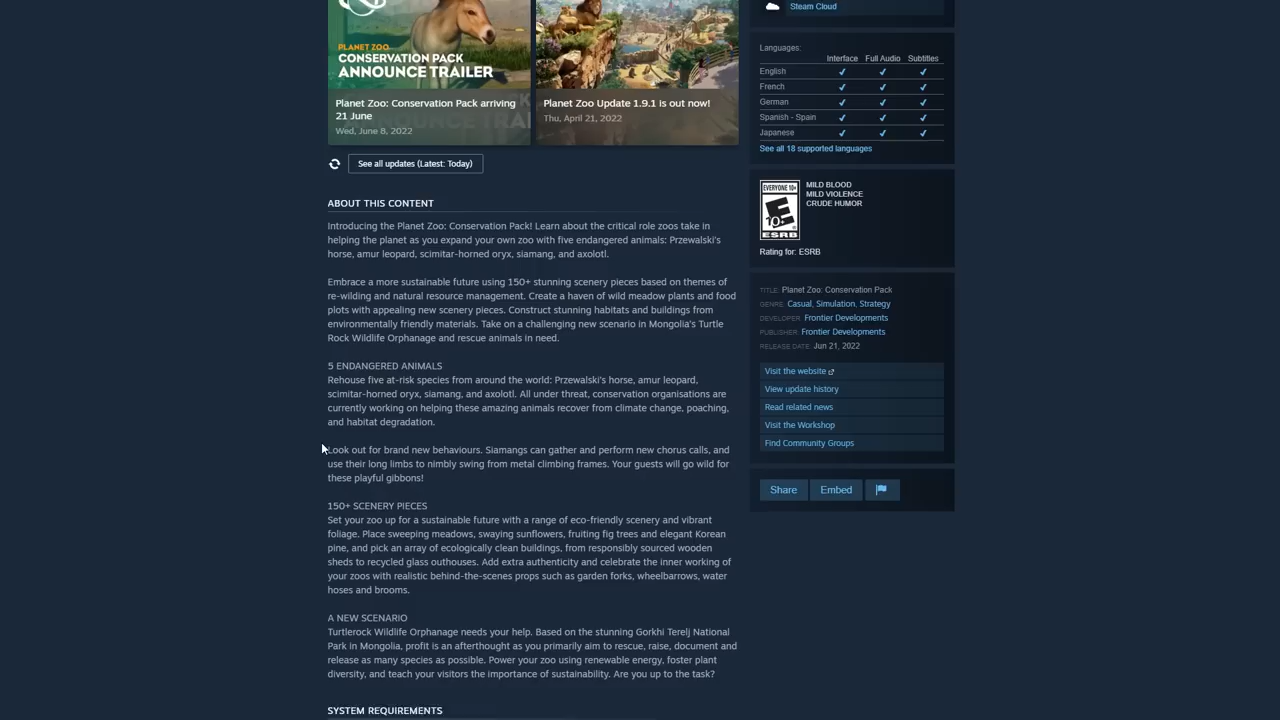 PLANET ZOO
CONSERVATION PACK
ANNOUNCE TRAILER
Planet Zoo: Conservation Pack arriving
21 June
Wed, June 8, 2022
Planet Zoo Update 1.9.1 is out now!
Thu, April 21, 2022
See all updates (Latest: Today)
ABOUT THIS CONTENT
Introducing the Planet Zoo: Conservation Pack! Learn about the critical role zoos take in
helping the planet as you expand your own zoo with five endangered animals: Przewalski's
horse, amur leopard, scimitar-horned oryx, siamang, and axolotl.
Embrace a more sustainable future using 150+ stunning scenery pieces based on themes of
re-wilding and natural resource management. Create a haven of wild meadow plants and food
plots with appealing new scenery pieces. Construct stunning habitats and buildings from
environmentally friendly materials. Take on a challenging new scenario in Mongolia's Turtle
Rock Wildlife Orphanage and rescue animals in need.
5 ENDANGERED ANIMALS
Rehouse five at-risk species from around the world: Przewalski's horse, amur leopard,
scimitar-horned oryx, siamang, and axolotl. All under threat, conservation organisations are
currently working on helping these amazing animals recover from climate change, poaching,
and habitat degradation.
Look out for brand new behaviours. Siamangs can gather and perform new chorus calls, and
use their long limbs to nimbly swing from metal climbing frames. Your guests will go wild for
these playful gibbons!
150+ SCENERY PIECES
Set your zoo up for a sustainable future with a range of eco-friendly scenery and vibrant
foliage. Place sweeping meadows, swaying sunflowers, fruiting fig trees and elegant Korean
pine, and pick an array of ecologically clean buildings, from responsibly sourced wooden
sheds to recycled glass outhouses. Add extra authenticity and celebrate the inner working of
your zoos with realistic behind-the-scenes props such as garden forks, wheelbarrows, water
hoses and brooms.
A NEW SCENARIO
Turtlerock Wildlife Orphanage needs your help. Based on the stunning Gorkhi Terelj National
Park in Mongolia, profit is an afterthought as you primarily aim to rescue, raise, document and
release as many species as possible. Power your zoo using renewable energy, foster plant
diversity, and teach your visitors the importance of sustainability. Are you up to the task?
SYSTEM REQUIREMENTS
Steam Cloud
Languages:
Interface Full Audio Subtitles
English ✔ ✔ ✔
French ✔ ✔ ✔
German ✔ ✔ ✔
Spanish - Spain ✔ ✔ ✔
Japanese ✔ ✔ ✔
See all 18 supported languages
EVERYONE 10+
E
10+
ESRB
MILD BLOOD
MILD VIOLENCE
CRUDE HUMOR
Rating for: ESRB
TITLE: Planet Zoo: Conservation Pack
GENRE: Casual, Simulation, Strategy
DEVELOPER: Frontier Developments
PUBLISHER: Frontier Developments
RELEASE DATE: Jun 21, 2022
Visit the website
View update history
Read related news
Visit the Workshop
Find Community Groups
Share Embed